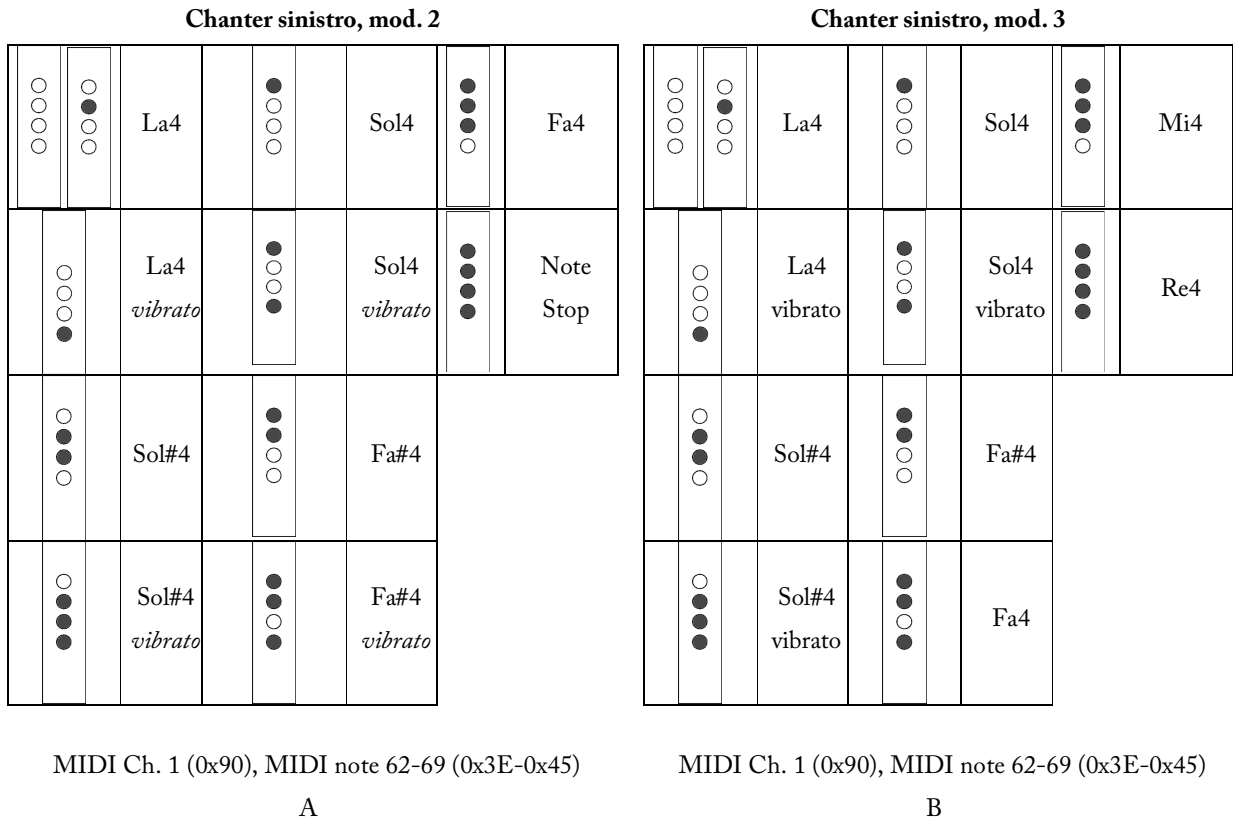 Chanter sinistro, mod. 2
La4
Sol4
Fa4
La4
vibrato
Sol4
vibrato
Note
Stop
Sol#4
Fa#4
Sol#4
vibrato
Fa#4
vibrato
MIDI Ch. 1 (0x90), MIDI note 62-69 (0x3E-0x45)
A
Chanter sinistro, mod. 3
La4
Sol4
Mi4
La4
vibrato
Sol4
vibrato
Re4
Sol#4
Fa#4
Sol#4
vibrato
Fa4
MIDI Ch. 1 (0x90), MIDI note 62-69 (0x3E-0x45)
B